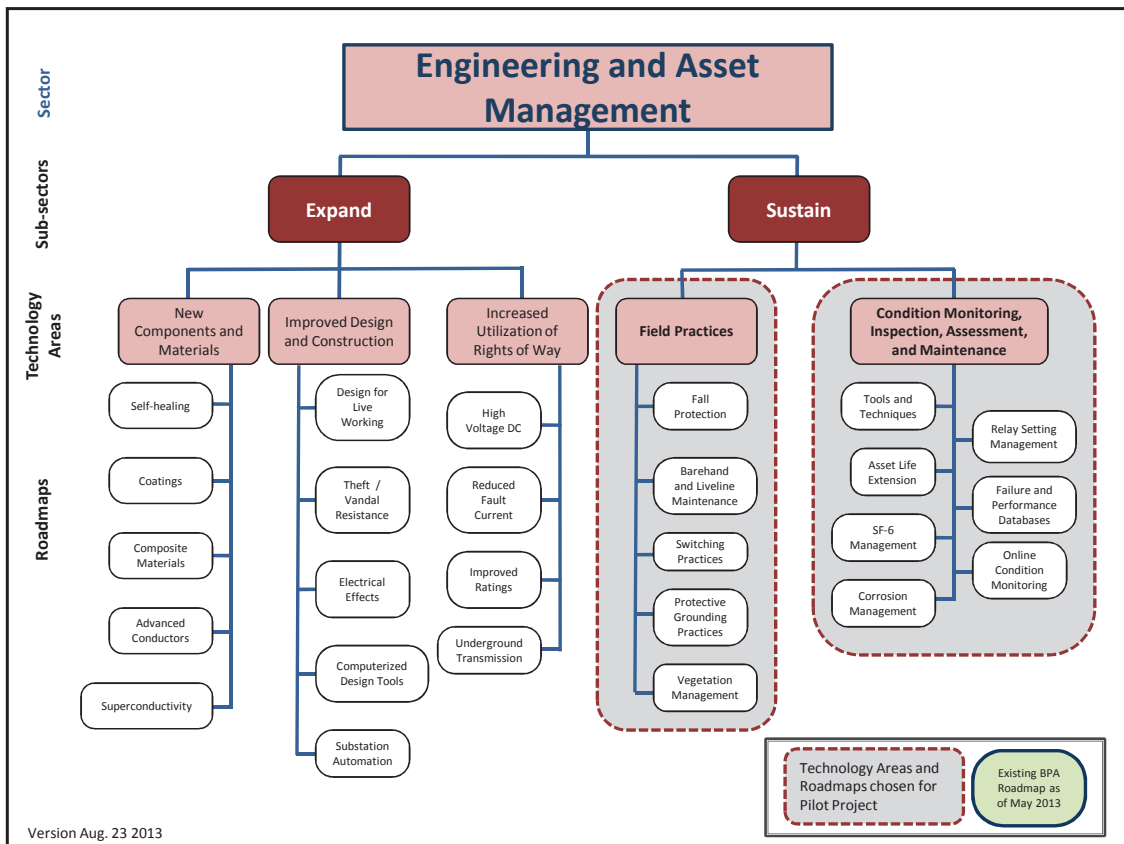 Sector
Engineering and Asset
Management
Sub-sectors
Expand
Sustain
Technology
Areas
New
Components and
Materials
Improved Design
and Construction
Increased
Utilization of
Rights of Way
Field Practices
Condition Monitoring,
Inspection, Assessment,
and Maintenance
Roadmaps
Self-healing
Coatings
Composite
Materials
Advanced
Conductors
Superconductivity
Design for
Live
Working
Theft /
Vandal
Resistance
Electrical
Effects
Computerized
Design Tools
Substation
Automation
High
Voltage DC
Reduced
Fault
Current
Improved
Ratings
Underground
Transmission
Fall
Protection
Barehand
and Liveline
Maintenance
Switching
Practices
Protective
Grounding
Practices
Vegetation
Management
Tools and
Techniques
Asset Life
Extension
SF-6
Management
Corrosion
Management
Relay Setting
Management
Failure and
Performance
Databases
Online
Condition
Monitoring
Technology Areas and
Roadmaps chosen for
Pilot Project
Existing BPA
Roadmap as
of May 2013
Version Aug. 23 2013